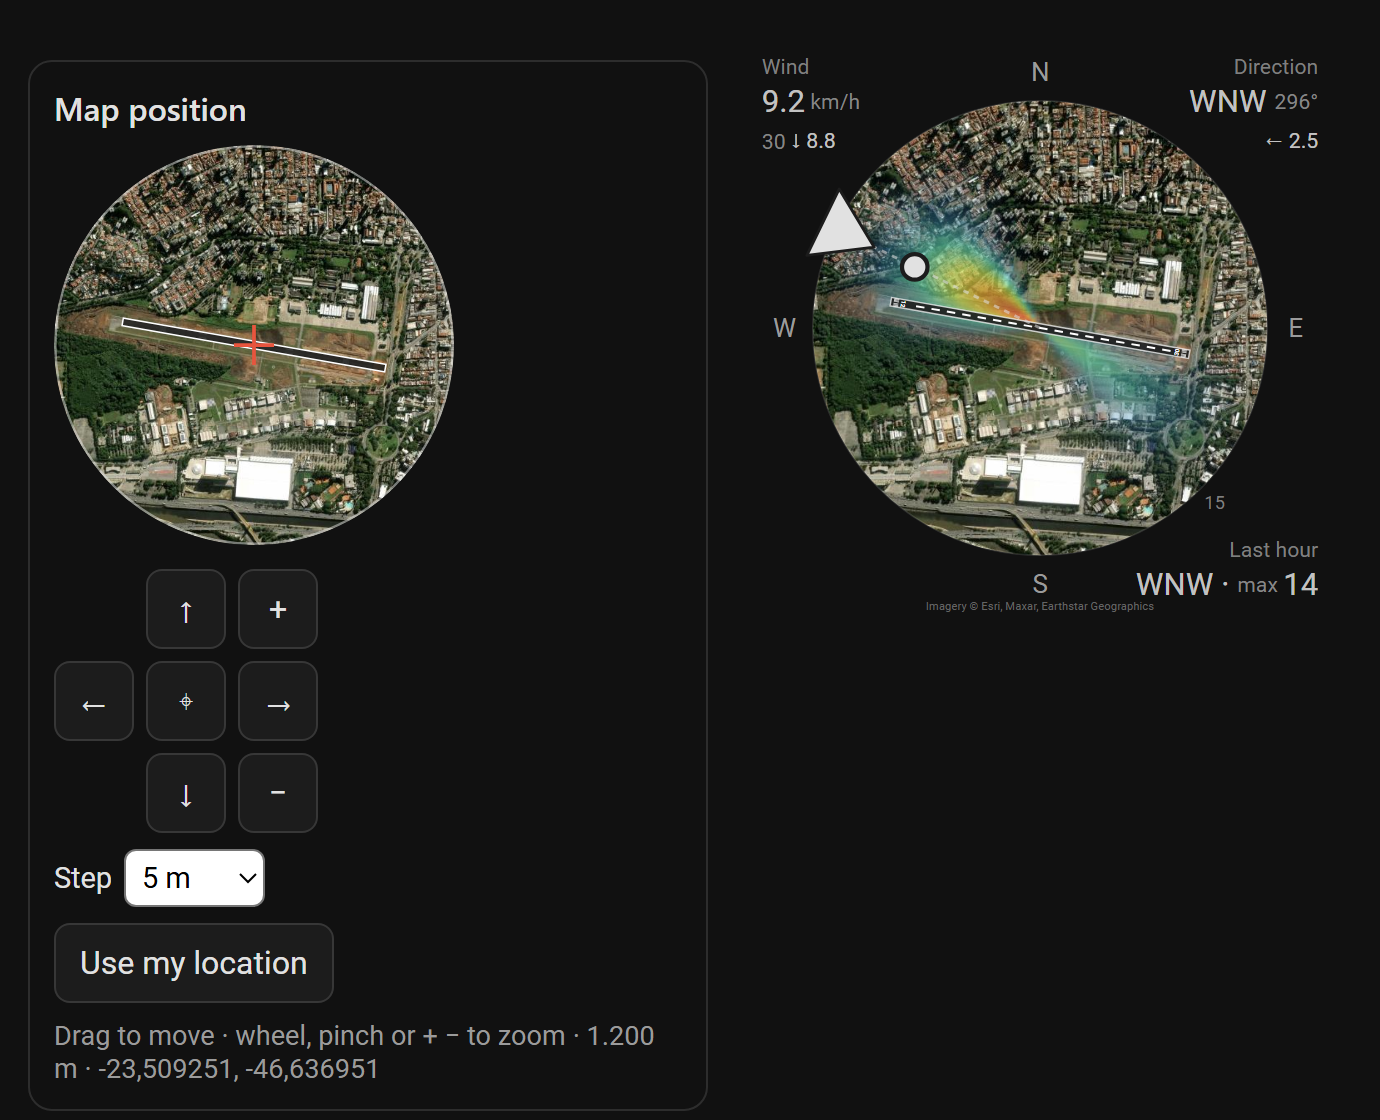 Map position
↑
+
←
⌖
→
↓
−
Step 5 m
Use my location
Drag to move · wheel, pinch or + − to zoom · 1.200
m · -23,509251, -46,636951
Wind
9.2 km/h
30 ↓ 8.8
N
Direction
WNW 296°
← 2.5
W
E
15
S
Last hour
WNW · max 14
Imagery © Esri, Maxar, Earthstar Geographics